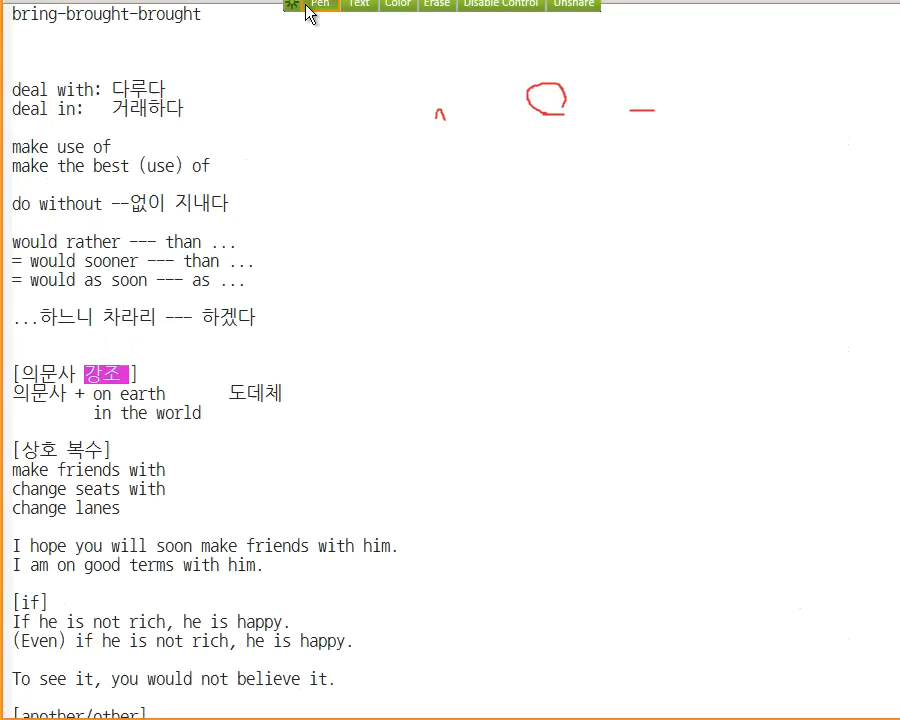 Pen Text Color Erase Disable Control Unshare
bring-brought-brought
deal with: 다루다
deal in: 거래하다
make use of
make the best (use) of
do without --없이 지내다
would rather --- than ...
= would sooner --- than ...
= would as soon --- as ...
...하느니 차라리 --- 하겠다
[의문사 강조 ]
의문사 + on earth 도데체
in the world
[상호 복수]
make friends with
change seats with
change lanes
I hope you will soon make friends with him.
I am on good terms with him.
[if]
If he is not rich, he is happy.
(Even) if he is not rich, he is happy.
To see it, you would not believe it.
[another/other]